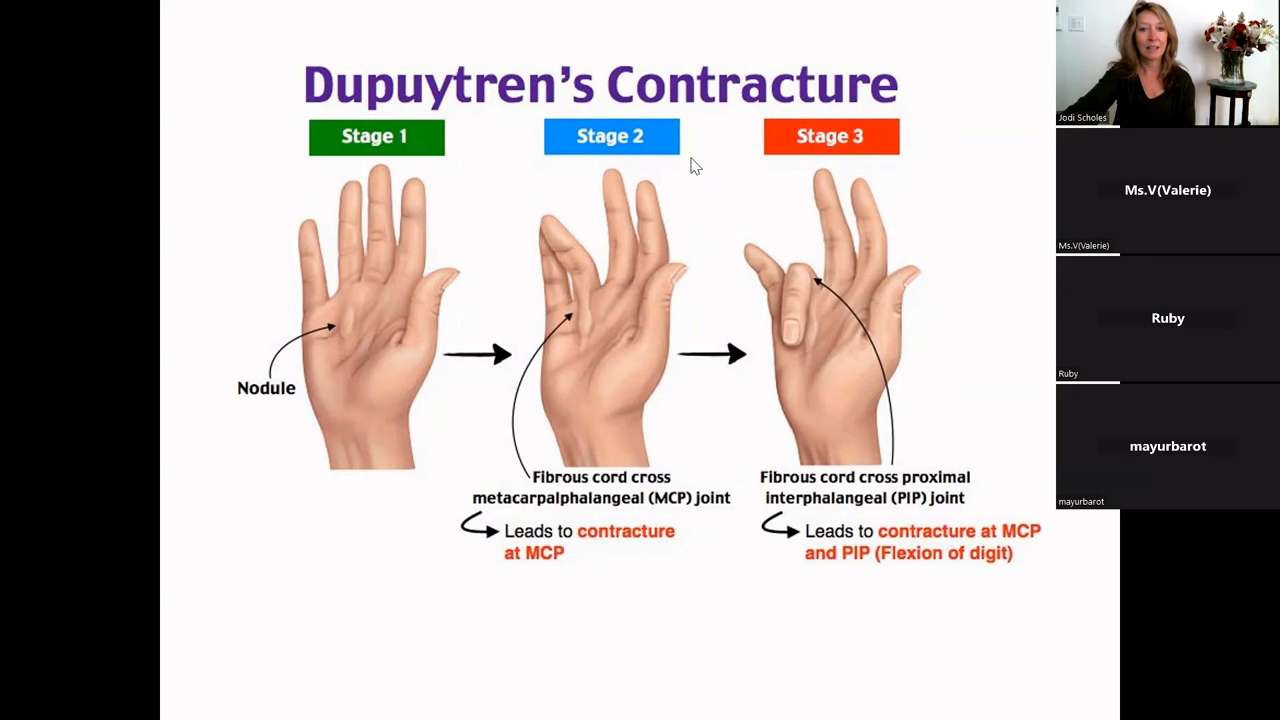 Dupuytren's Contracture
Stage 1
Stage 2
Stage 3
Nodule
Fibrous cord cross
metacarpalphalangeal (MCP) joint
Leads to contracture
at MCP
Fibrous cord cross proximal
interphalangeal (PIP) joint
Leads to contracture at MCP
and PIP (Flexion of digit)
Jodi Scholes
Ms.V(Valerie)
Ms.V(Valerie)
Ruby
Ruby
mayurbarot
mayurbarot